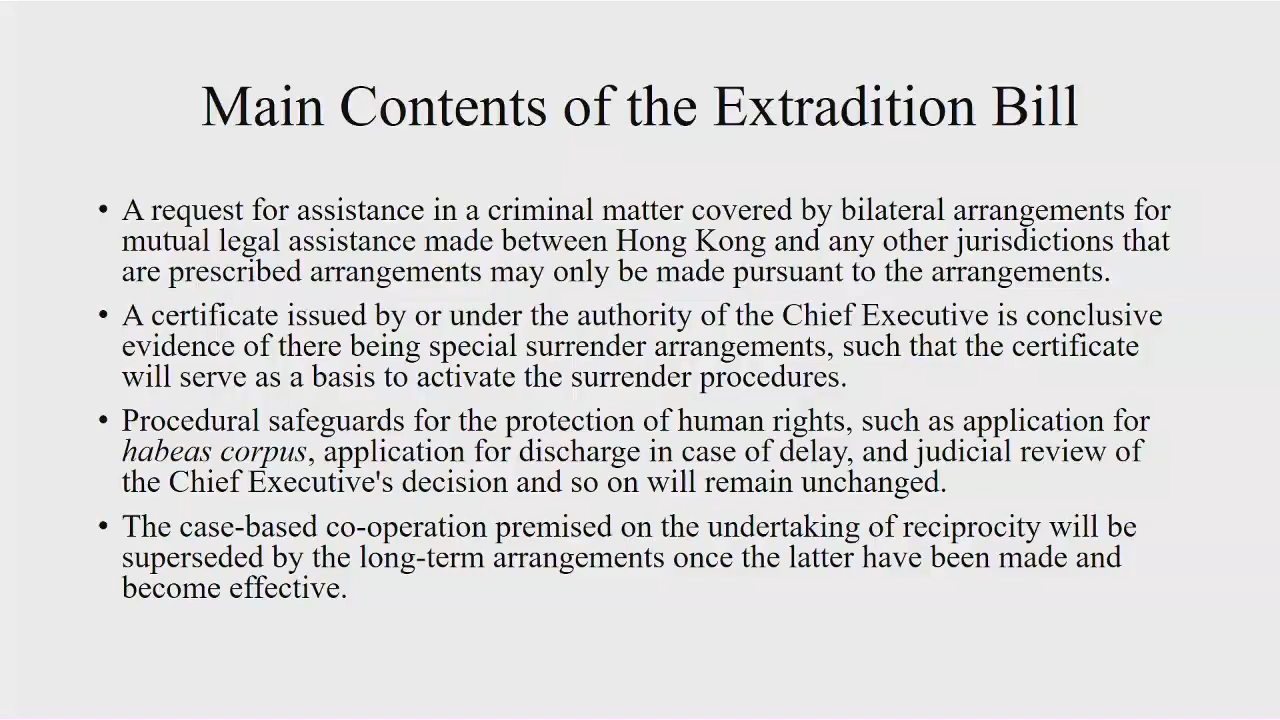 Main Contents of the Extradition Bill
• A request for assistance in a criminal matter covered by bilateral arrangements for
mutual legal assistance made between Hong Kong and any other jurisdictions that
are prescribed arrangements may only be made pursuant to the arrangements.
• A certificate issued by or under the authority of the Chief Executive is conclusive
evidence of there being special surrender arrangements, such that the certificate
will serve as a basis to activate the surrender procedures.
• Procedural safeguards for the protection of human rights, such as application for
habeas corpus, application for discharge in case of delay, and judicial review of
the Chief Executive's decision and so on will remain unchanged.
• The case-based co-operation premised on the undertaking of reciprocity will be
superseded by the long-term arrangements once the latter have been made and
become effective.